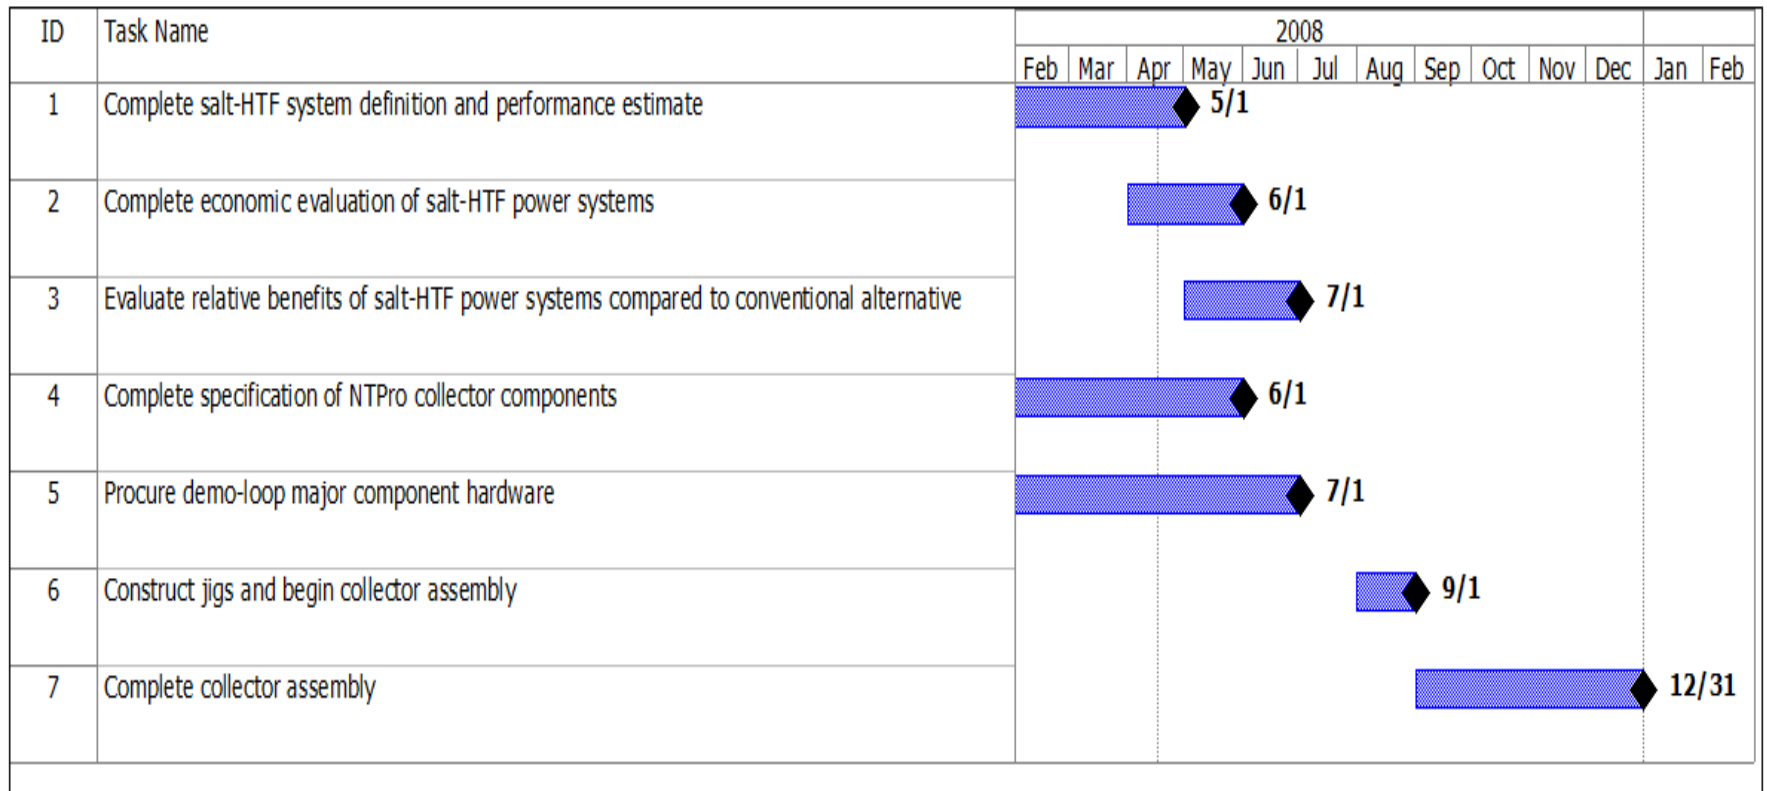 ID Task Name 2008
Feb Mar Apr May Jun Jul Aug Sep Oct Nov Dec Jan Feb
1 Complete salt-HTF system definition and performance estimate 5/1
2 Complete economic evaluation of salt-HTF power systems 6/1
3 Evaluate relative benefits of salt-HTF power systems compared to conventional alternative 7/1
4 Complete specification of NTPro collector components 6/1
5 Procure demo-loop major component hardware 7/1
6 Construct jigs and begin collector assembly 9/1
7 Complete collector assembly 12/31